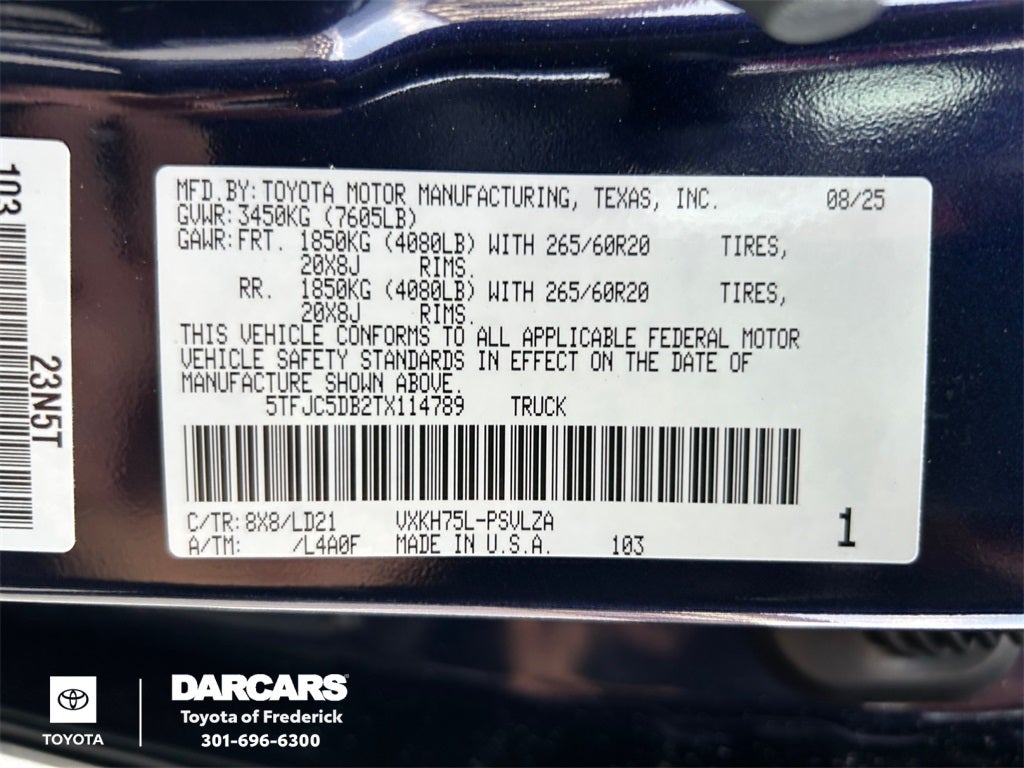 MFD.BY: TOYOTA MOTOR MANUFACTURING, TEXAS, INC. 08/25
GVWR: 3450KG (7605LB)
GAWR: FRT. 1850KG (4080LB) WITH 265/60R20 TIRES,
20X8J RIMS.
RR. 1850KG (4080LB) WITH 265/60R20 TIRES,
20X8J RIMS.
THIS VEHICLE CONFORMS TO ALL APPLICABLE FEDERAL MOTOR
VEHICLE SAFETY STANDARDS IN EFFECT ON THE DATE OF
MANUFACTURE SHOWN ABOVE.
5TFJC5DB2TX114789 TRUCK
C/TR: 8X8/LD21 VXKH75L-PSVLZA
A/TM: /L4A0F MADE IN U.S.A. 103
1
103
23N5T
TOYOTA
DARCARS
Toyota of Frederick
301-696-6300